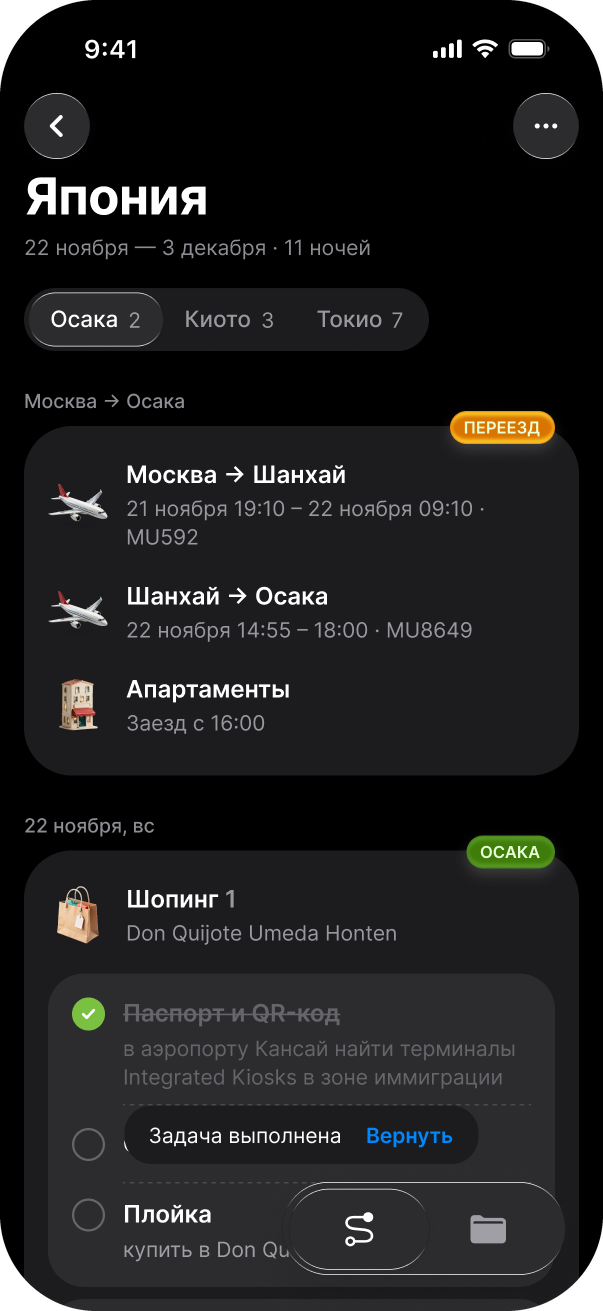 9:41
Япония
22 ноября — 3 декабря · 11 ночей
Осака 2 Киото 3 Токио 7
Москва → Осака
ПЕРЕЕЗД
Москва → Шанхай
21 ноября 19:10 – 22 ноября 09:10 ·
MU592
Шанхай → Осака
22 ноября 14:55 – 18:00 · MU8649
Апартаменты
Заезд с 16:00
22 ноября, вс
ОСАКА
Шопинг 1
Don Quijote Umeda Honten
Паспорт и QR-код
в аэропорту Кансай найти терминалы
Integrated Kiosks в зоне иммиграции
Задача выполнена Вернуть
Плойка
купить в Don